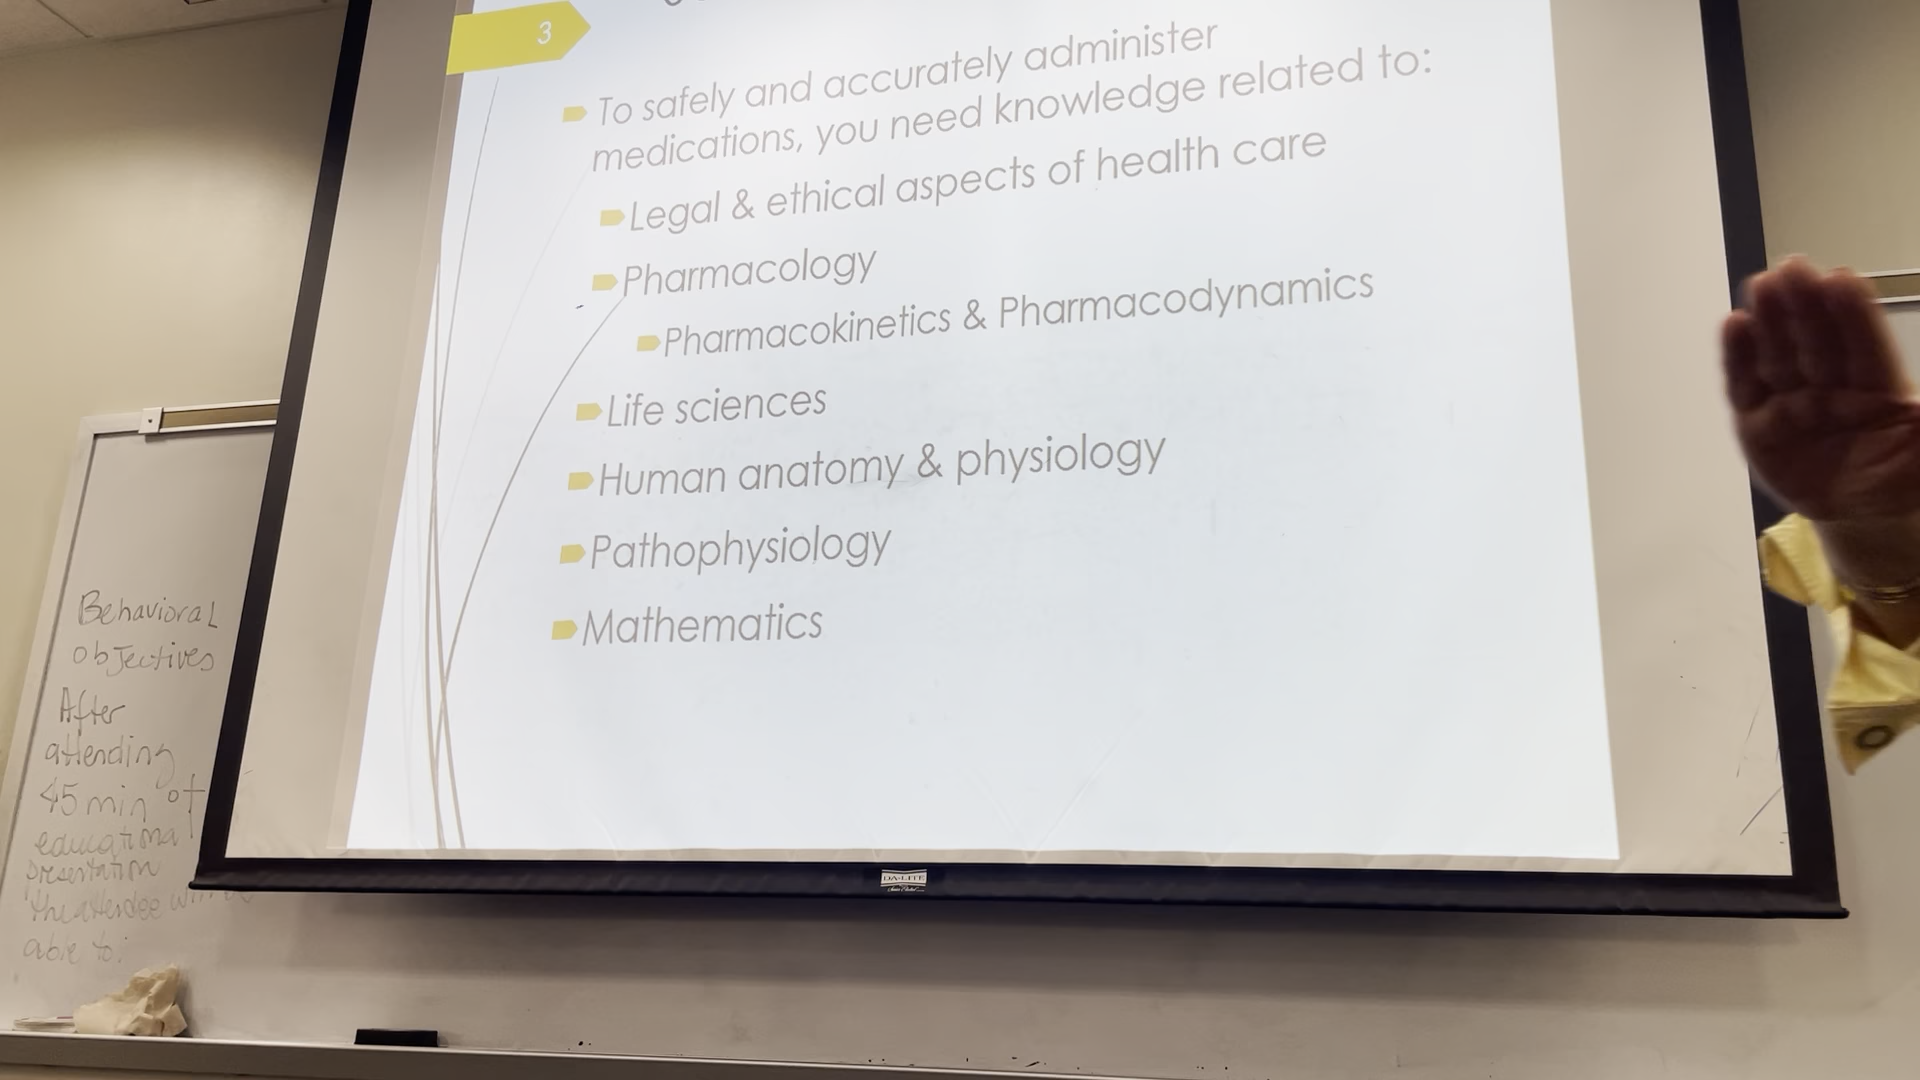 3
To safely and accurately administer
medications, you need knowledge related to:
Legal & ethical aspects of health care
Pharmacology
Pharmacokinetics & Pharmacodynamics
Life sciences
Human anatomy & physiology
Pathophysiology
Mathematics
Behavioral
objectives
After
attending
45 min of
educational
presentation
the attendee will
able to:
DA-LITE